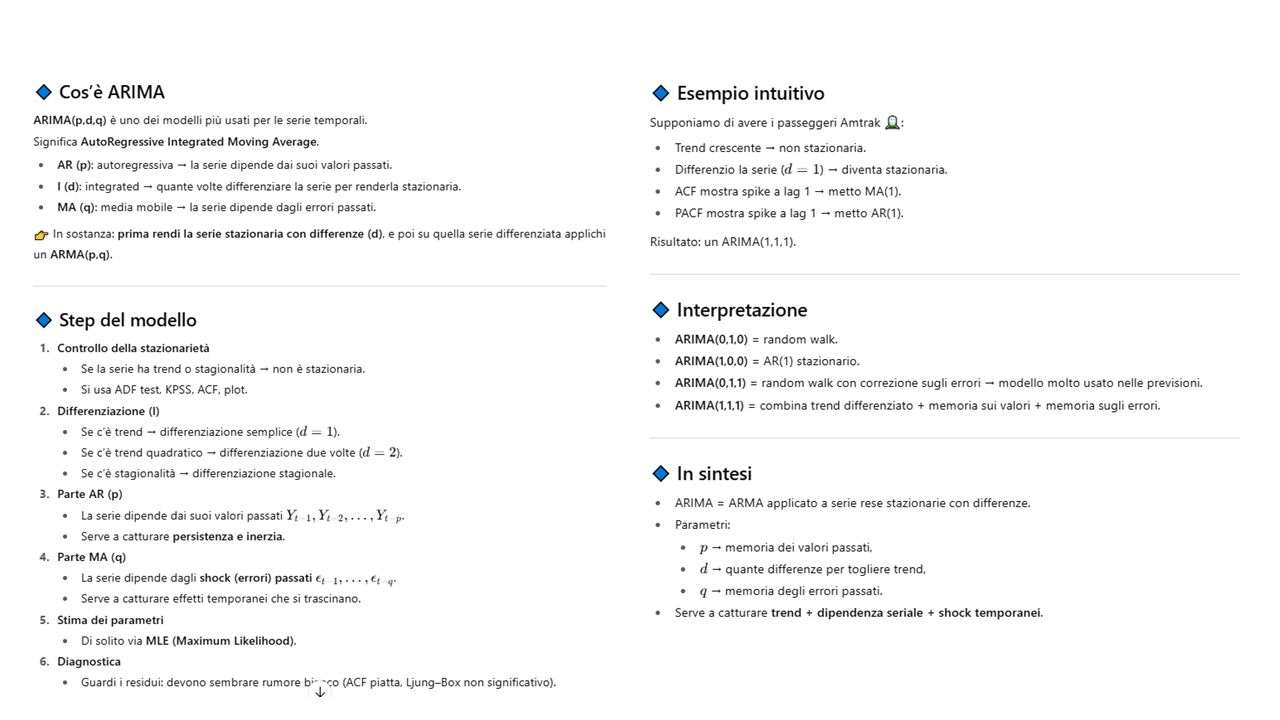 Cos'è ARIMA
ARIMA(p,d,q) è uno dei modelli più usati per le serie temporali.
Significa AutoRegressive Integrated Moving Average.
• AR (p): autoregressiva → la serie dipende dai suoi valori passati.
• I (d): integrated → quante volte differenziare la serie per renderla stazionaria.
• MA (q): media mobile → la serie dipende dagli errori passati.
👉 In sostanza: prima rendi la serie stazionaria con differenze (d), e poi su quella serie differenziata applichi
un ARMA(p,q).
Step del modello
1. Controllo della stazionarietà
• Se la serie ha trend o stagionalità → non è stazionaria.
• Si usa ADF test, KPSS, ACF, plot.
2. Differenziazione (I)
• Se c'è trend → differenziazione semplice (d = 1).
• Se c'è trend quadratico → differenziazione due volte (d = 2).
• Se c'è stagionalità → differenziazione stagionale.
3. Parte AR (p)
• La serie dipende dai suoi valori passati Y_{t−1}, Y_{t−2}, . . . , Y_{t−p}.
• Serve a catturare persistenza e inerzia.
4. Parte MA (q)
• La serie dipende dagli shock (errori) passati ϵ_{t−1}, . . . , ϵ_{t−q}.
• Serve a catturare effetti temporanei che si trascinano.
5. Stima dei parametri
• Di solito via MLE (Maximum Likelihood).
6. Diagnostica
• Guardi i residui: devono sembrare rumore (ACF piatta, Ljung–Box non significativo).
Esempio intuitivo
Supponiamo di avere i passeggeri Amtrak :
• Trend crescente → non stazionaria.
• Differenzio la serie (d = 1) → diventa stazionaria.
• ACF mostra spike a lag 1 → metto MA(1).
• PACF mostra spike a lag 1 → metto AR(1).
Risultato: un ARIMA(1,1,1).
Interpretazione
• ARIMA(0,1,0) = random walk.
• ARIMA(1,0,0) = AR(1) stazionario.
• ARIMA(0,1,1) = random walk con correzione sugli errori → modello molto usato nelle previsioni.
• ARIMA(1,1,1) = combina trend differenziato + memoria sui valori + memoria sugli errori.
In sintesi
• ARIMA = ARMA applicato a serie rese stazionarie con differenze.
• Parametri:
• p → memoria dei valori passati,
• d → quante differenze per togliere trend,
• q → memoria degli errori passati.
• Serve a catturare trend + dipendenza seriale + shock temporanei.